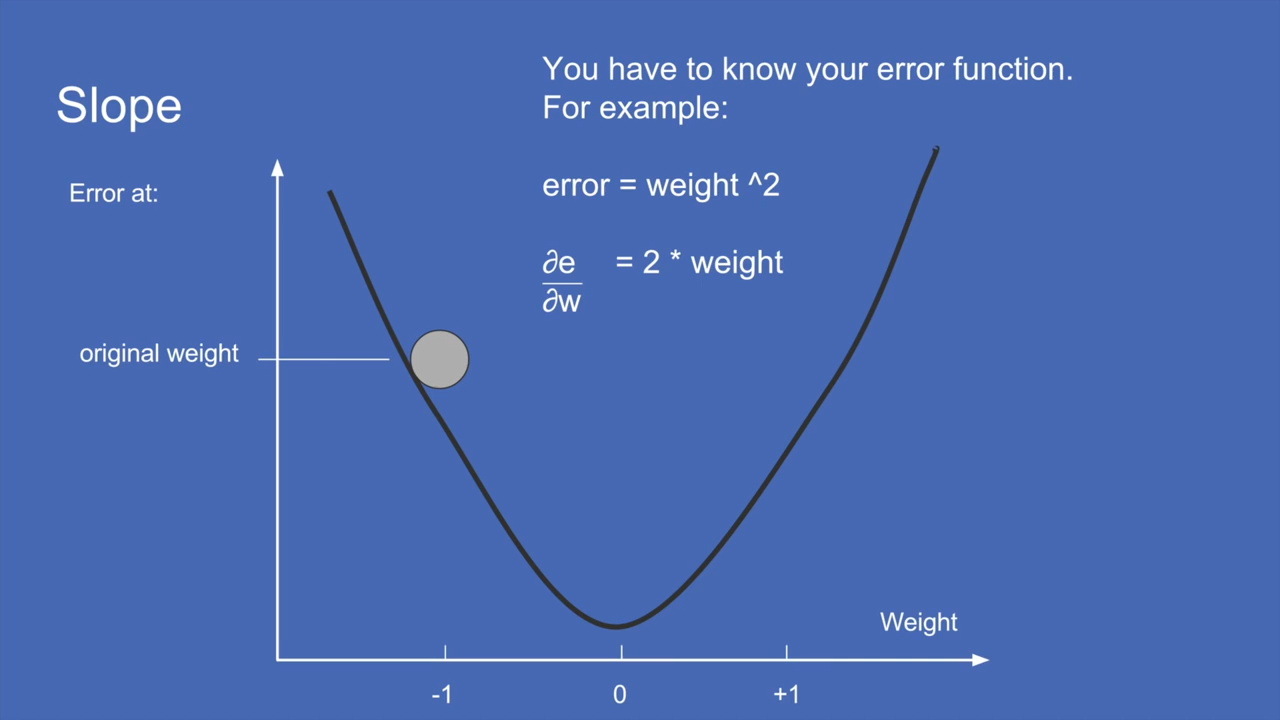 Slope
You have to know your error function.
For example:
error = weight ^2
∂e = 2 * weight
∂w
Error at:
original weight
Weight
-1 0 +1